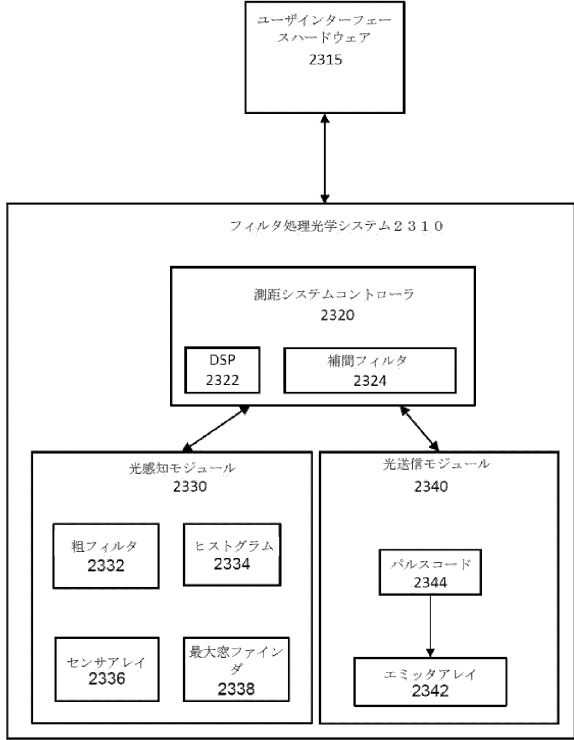 ユーザインターフェー
スハードウェア
2315
フィルタ処理光学システム２３１０
測距システムコントローラ
2320
DSP
2322
補間フィルタ
2324
光感知モジュール
2330
粗フィルタ
2332
ヒストグラム
2334
センサアレイ
2336
最大窓ファイン
ダ
2338
光送信モジュール
2340
パルスコード
2344
エミッタアレイ
2342